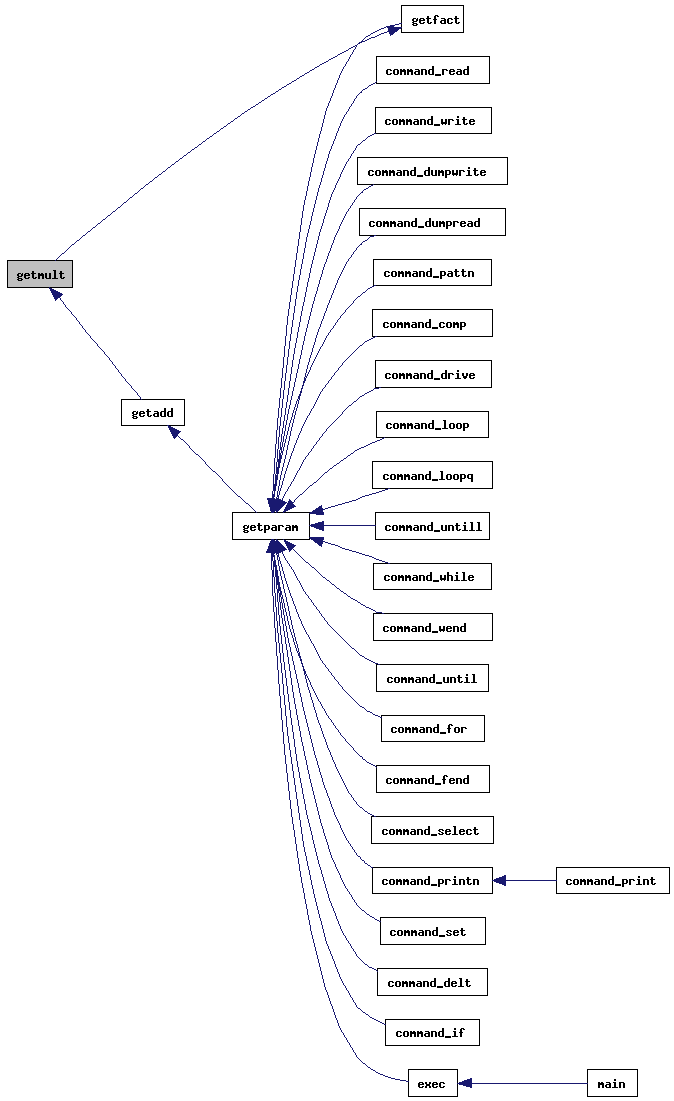 getfact
command_read
command_write
command_dumpwrite
command_dumpread
getmult
command_pattn
command_comp
command_drive
getadd
command_loop
command_loopq
getparam
command_untill
command_while
command_wend
command_until
command_for
command_fend
command_select
command_printn
command_print
command_set
command_delt
command_if
exec
main